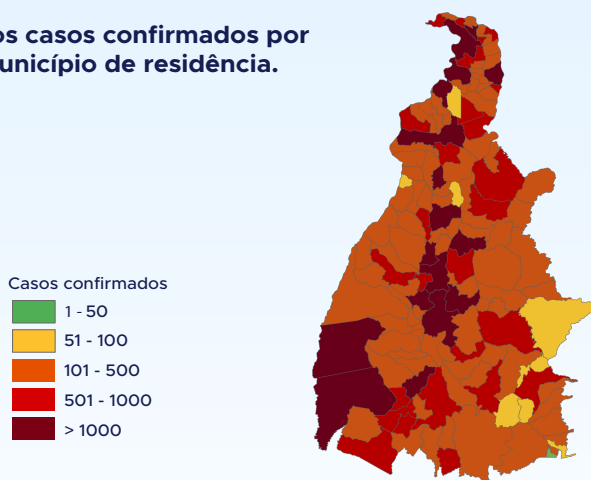 os casos confirmados por
unicípio de residência.
Casos confirmados
1 - 50
51 - 100
101 - 500
501 - 1000
> 1000